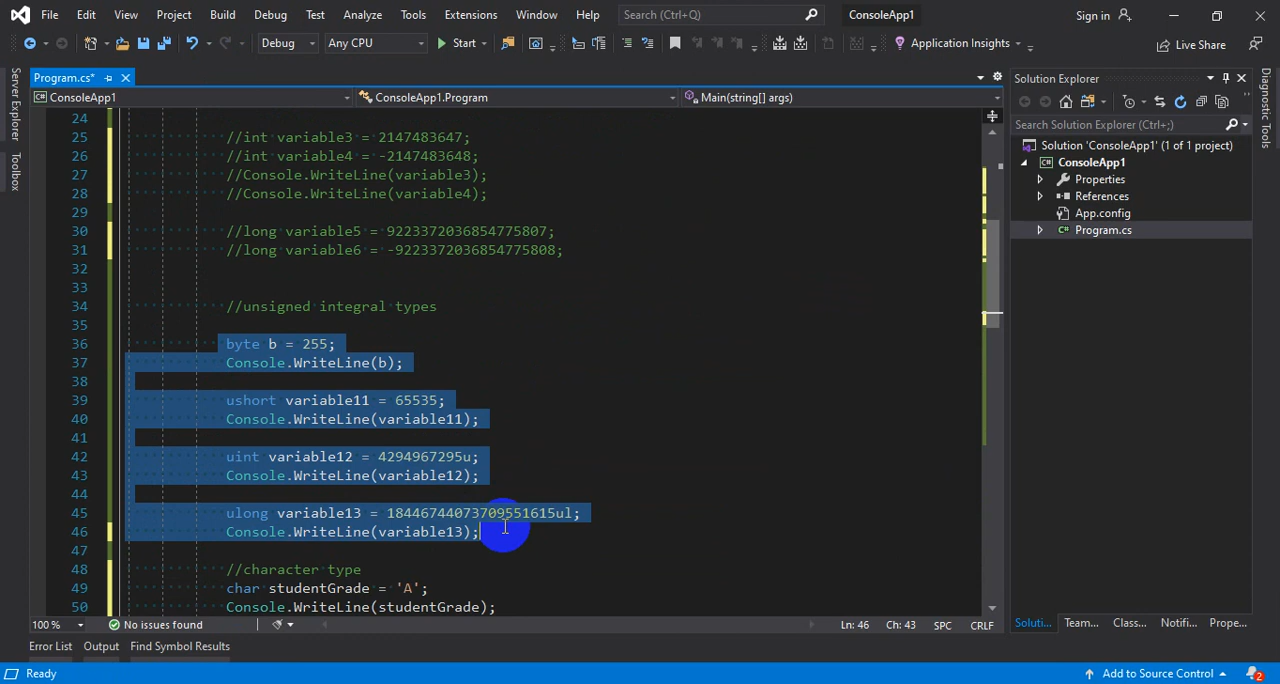 File Edit View Project Build Debug Test Analyze Tools Extensions Window Help Search (Ctrl+Q) ConsoleApp1 Sign in
Debug Any CPU Start Application Insights Live Share
Server Explorer
Toolbox
Program.cs*
ConsoleApp1 ConsoleApp1.Program Main(string[] args)
24
25 //int variable3 = 2147483647;
26 //int variable4 = -2147483648;
27 //Console.WriteLine(variable3);
28 //Console.WriteLine(variable4);
29
30 //long variable5 = 9223372036854775807;
31 //long variable6 = -9223372036854775808;
32
33
34 //unsigned integral types
35
36 byte b = 255;
37 Console.WriteLine(b);
38
39 ushort variable11 = 65535;
40 Console.WriteLine(variable11);
41
42 uint variable12 = 4294967295u;
43 Console.WriteLine(variable12);
44
45 ulong variable13 = 18446744073709551615ul;
46 Console.WriteLine(variable13);
47
48 //character type
49 char studentGrade = 'A';
50 Console.WriteLine(studentGrade);
100 % No issues found Ln: 46 Ch: 43 SPC CRLF
Error List Output Find Symbol Results
Ready Add to Source Control 2
Solution Explorer
Search Solution Explorer (Ctrl+;)
Solution 'ConsoleApp1' (1 of 1 project)
ConsoleApp1
Properties
References
App.config
Program.cs
Soluti... Team... Class... Notifi... Prope...
Diagnostic Tools